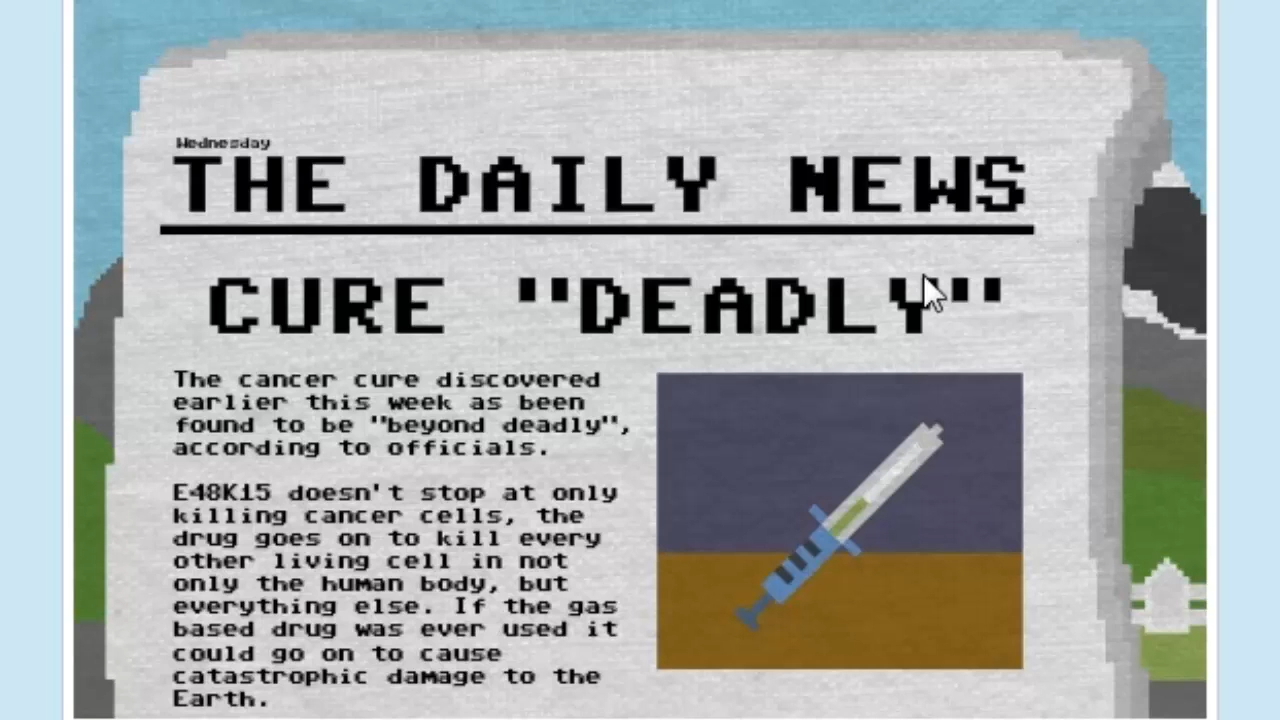 Wednesday
THE DAILY NEWS
CURE "DEADLY"
The cancer cure discovered
earlier this week as been
found to be "beyond deadly",
according to officials.
E48K15 doesn't stop at only
killing cancer cells, the
drug goes on to kill every
other living cell in not
only the human body, but
everything else. If the gas
based drug was ever used it
could go on to cause
catastrophic damage to the
Earth.